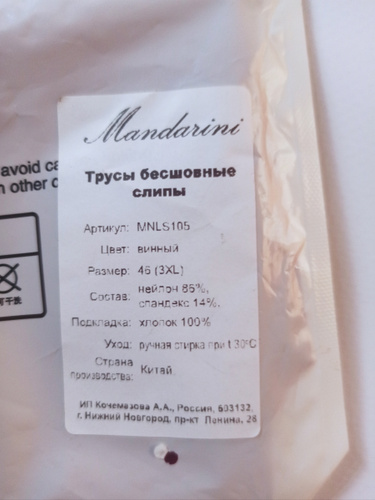 Mandarini
avoid ca
n other
Трусы бесшовные
слипы
Артикул: MNLS105
Цвет: винный
Размер: 46 (3XL)
Состав: нейлон 86%,
спандекс 14%.
Подкладка: хлопок 100%
Уход: ручная стирка при t 30°C
Страна
производства: Китай
ИП Кочемазова А.А., Россия, 603132,
г. Нижний Новгород, пр-кт Ленина, 28